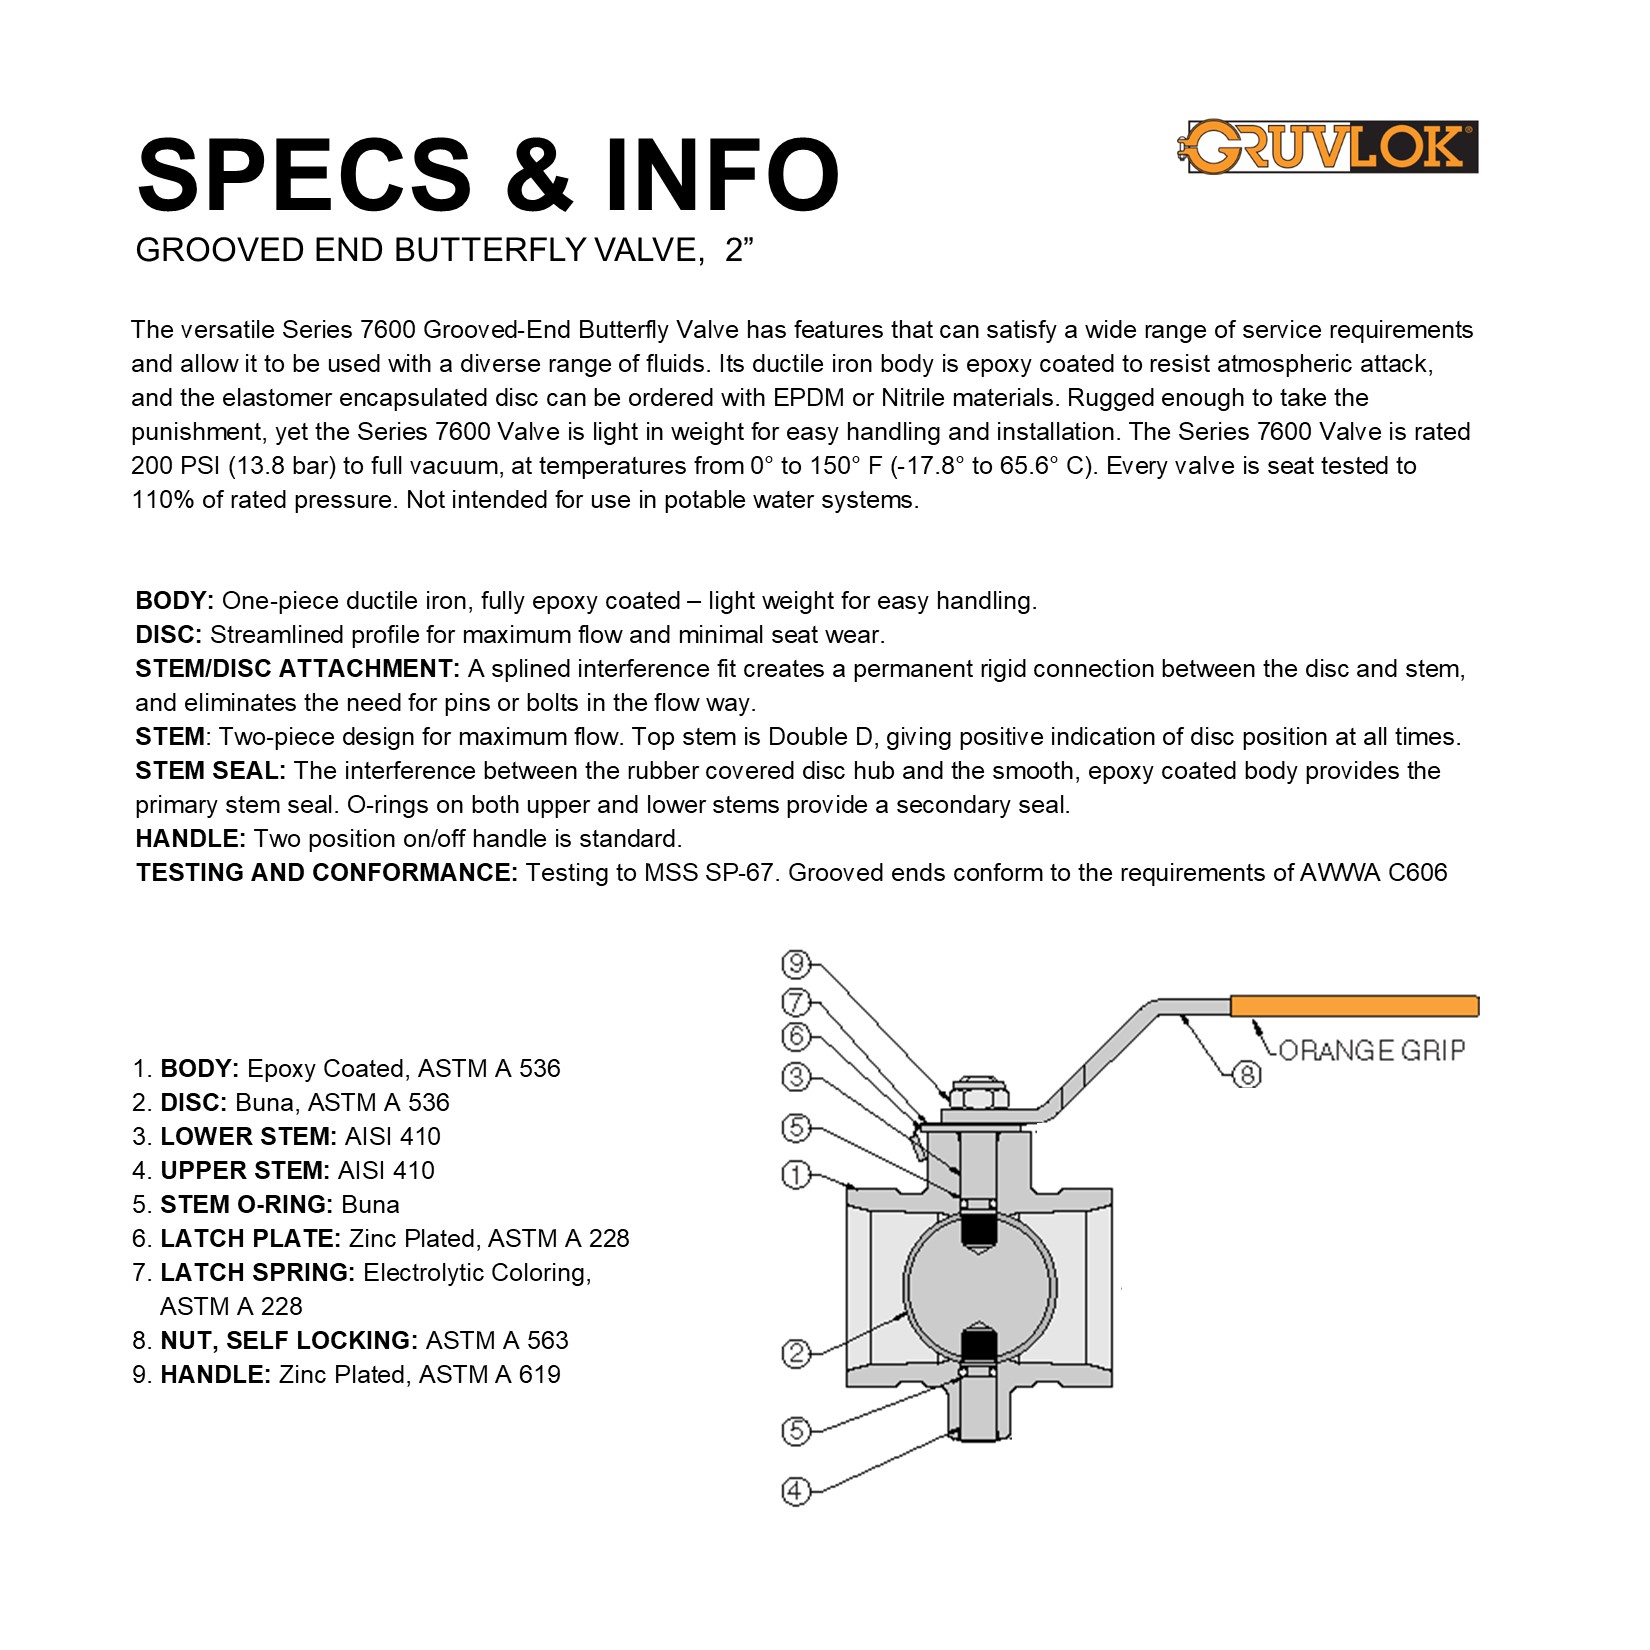 SPECS & INFO
GRUVLOK®
GROOVED END BUTTERFLY VALVE, 2”
The versatile Series 7600 Grooved-End Butterfly Valve has features that can satisfy a wide range of service requirements
and allow it to be used with a diverse range of fluids. Its ductile iron body is epoxy coated to resist atmospheric attack,
and the elastomer encapsulated disc can be ordered with EPDM or Nitrile materials. Rugged enough to take the
punishment, yet the Series 7600 Valve is light in weight for easy handling and installation. The Series 7600 Valve is rated
200 PSI (13.8 bar) to full vacuum, at temperatures from 0° to 150° F (-17.8° to 65.6° C). Every valve is seat tested to
110% of rated pressure. Not intended for use in potable water systems.
BODY: One-piece ductile iron, fully epoxy coated – light weight for easy handling.
DISC: Streamlined profile for maximum flow and minimal seat wear.
STEM/DISC ATTACHMENT: A splined interference fit creates a permanent rigid connection between the disc and stem,
and eliminates the need for pins or bolts in the flow way.
STEM: Two-piece design for maximum flow. Top stem is Double D, giving positive indication of disc position at all times.
STEM SEAL: The interference between the rubber covered disc hub and the smooth, epoxy coated body provides the
primary stem seal. O-rings on both upper and lower stems provide a secondary seal.
HANDLE: Two position on/off handle is standard.
TESTING AND CONFORMANCE: Testing to MSS SP-67. Grooved ends conform to the requirements of AWWA C606
1. BODY: Epoxy Coated, ASTM A 536
2. DISC: Buna, ASTM A 536
3. LOWER STEM: AISI 410
4. UPPER STEM: AISI 410
5. STEM O-RING: Buna
6. LATCH PLATE: Zinc Plated, ASTM A 228
7. LATCH SPRING: Electrolytic Coloring,
ASTM A 228
8. NUT, SELF LOCKING: ASTM A 563
9. HANDLE: Zinc Plated, ASTM A 619
9
7
6
3
5
1
2
5
4
ORANGE GRIP
8